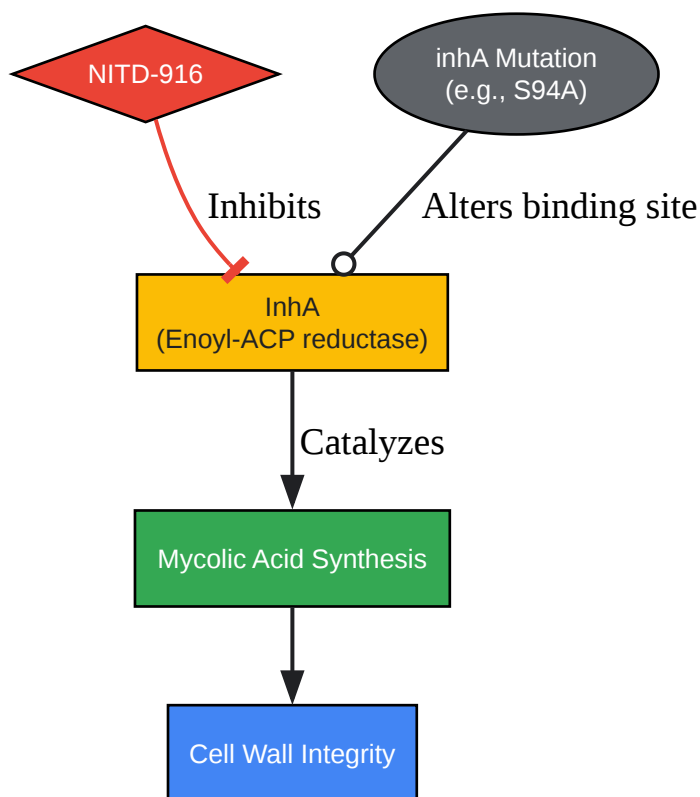 NITD-916
inhA Mutation
(e.g., S94A)
Inhibits
Alters binding site
InhA
(Enoyl-ACP reductase)
Catalyzes
Mycolic Acid Synthesis
Cell Wall Integrity